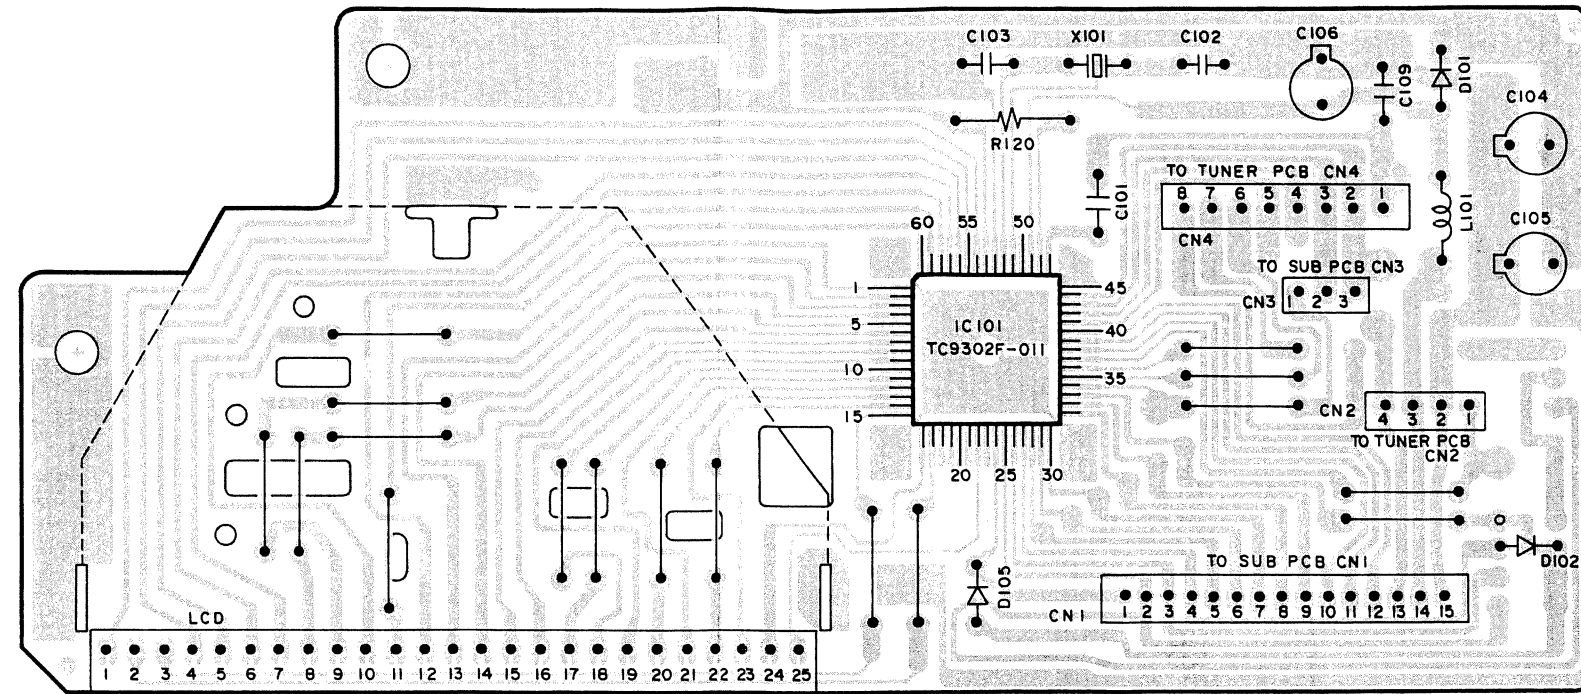 C103 X101 C102 C106
C109
D101
C104
R120
C101
TO TUNER PCB CN4
8 7 6 5 4 3 2 1
CN4
L101
C105
60 55 50
TO SUB PCB CN3
CN3 1 2 3
1
5
10
15
IC101
TC9302F-011
45
40
35
20 25 30
CN2 4 3 2 1
TO TUNER PCB
CN2
D102
TO SUB PCB CN1
D105
CN1 1 2 3 4 5 6 7 8 9 10 11 12 13 14 15
LCD
1 2 3 4 5 6 7 8 9 10 11 12 13 14 15 16 17 18 19 20 21 22 23 24 25